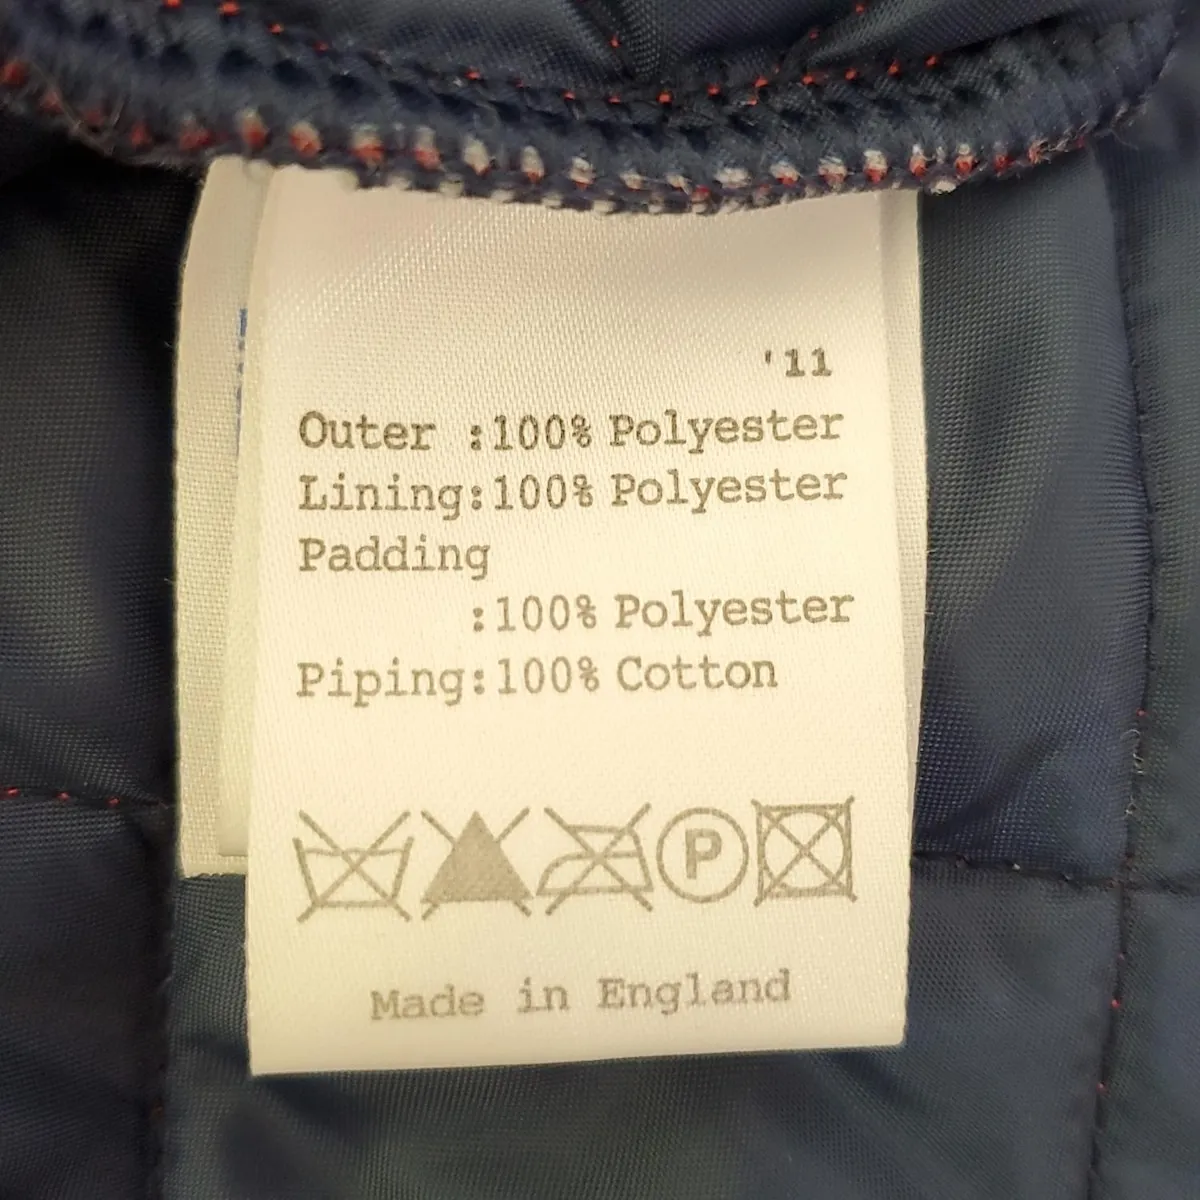 '11
Outer :100% Polyester
Lining:100% Polyester
Padding
:100% Polyester
Piping:100% Cotton
P
Made in England